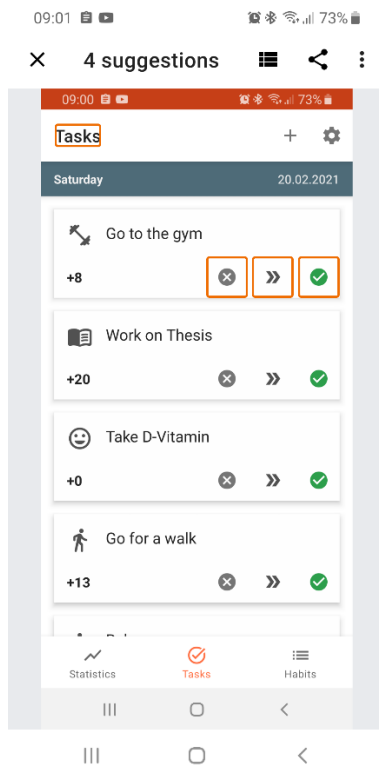 09:01 73%
4 suggestions
09:00 73%
Tasks
Saturday 20.02.2021
Go to the gym
+8
Work on Thesis
+20
Take D-Vitamin
+0
Go for a walk
+13
Statistics Tasks Habits